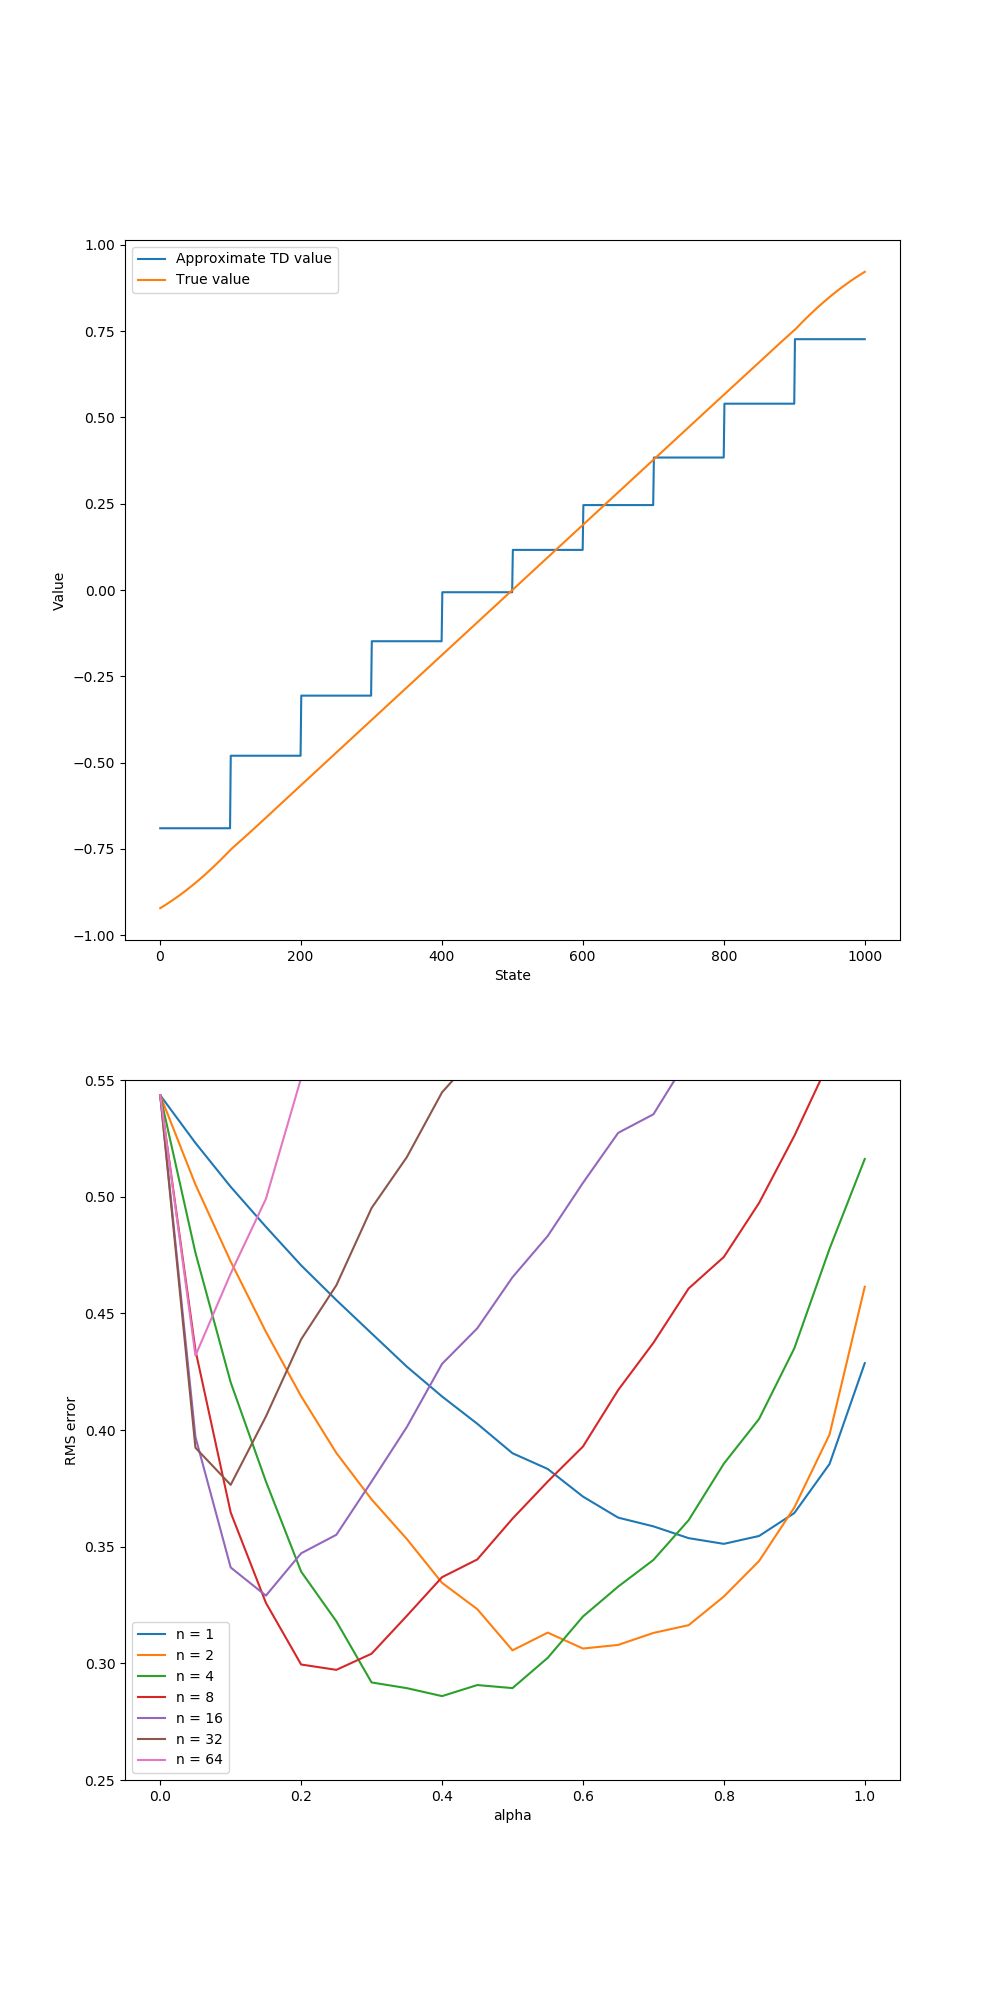 Approximate TD value
True value
1.00
0.75
0.50
0.25
0.00
−0.25
−0.50
−0.75
−1.00
Value
0 200 400 600 800 1000
State
0.55
0.50
0.45
0.40
0.35
0.30
0.25
RMS error
n = 1
n = 2
n = 4
n = 8
n = 16
n = 32
n = 64
0.0 0.2 0.4 0.6 0.8 1.0
alpha